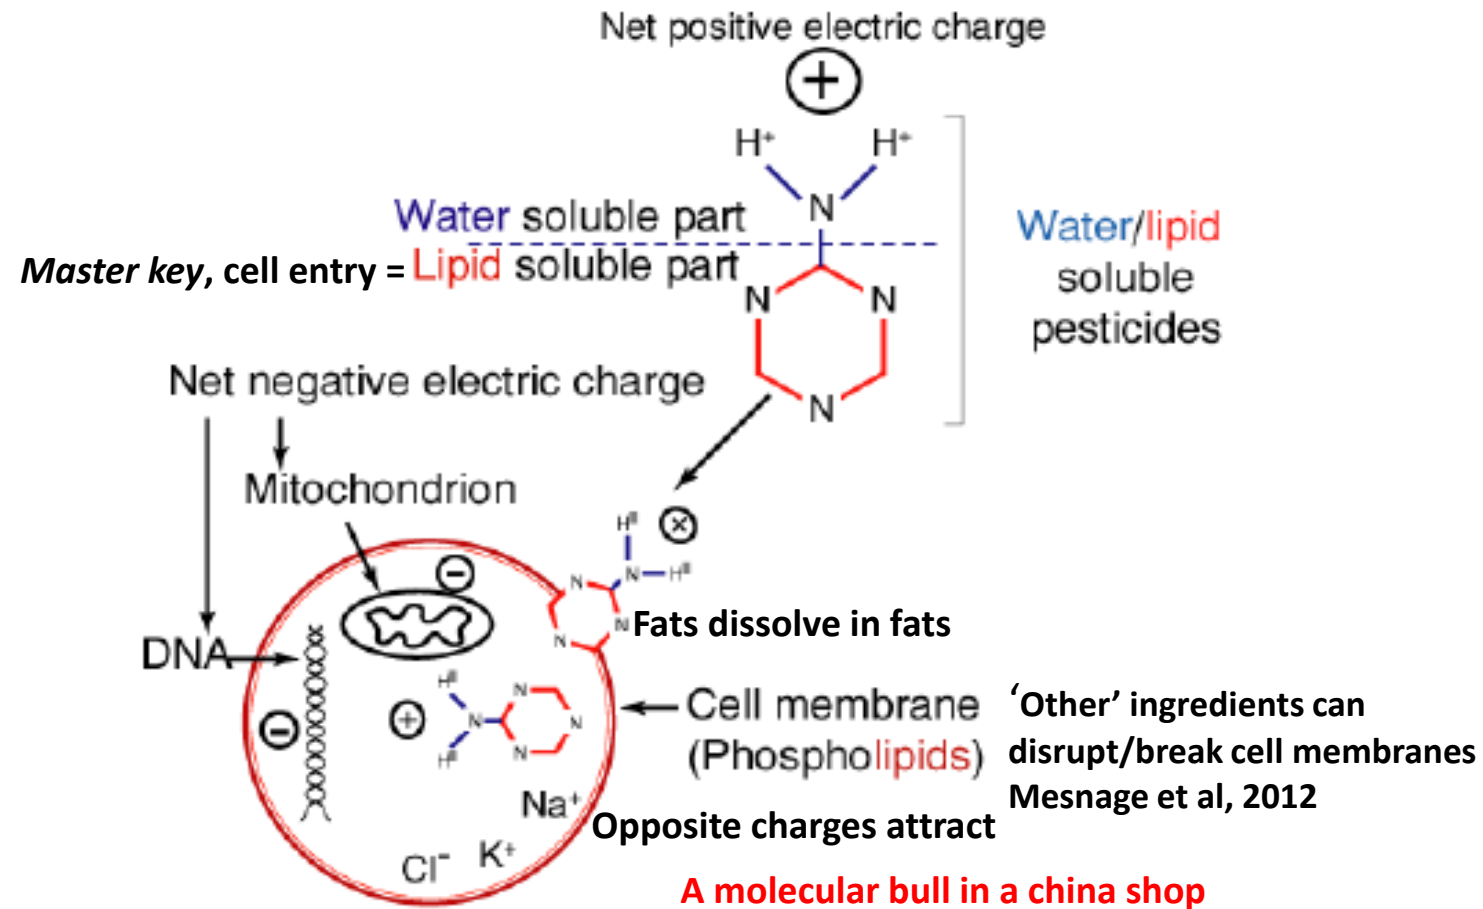 Net positive electric charge
+
H⁺ H⁺
N
Water soluble part
Master key, cell entry = Lipid soluble part
N N
N
Water/lipid
soluble
pesticides
Net negative electric charge
Mitochondrion
DNA
N
N
N
N
H
H
Fats dissolve in fats
−
−
+
H
H
N
N
N
N
Cell membrane
(Phospholipids)
‘Other’ ingredients can
disrupt/break cell membranes
Mesnage et al, 2012
Na⁺
Opposite charges attract
Cl⁻ K⁺
A molecular bull in a china shop